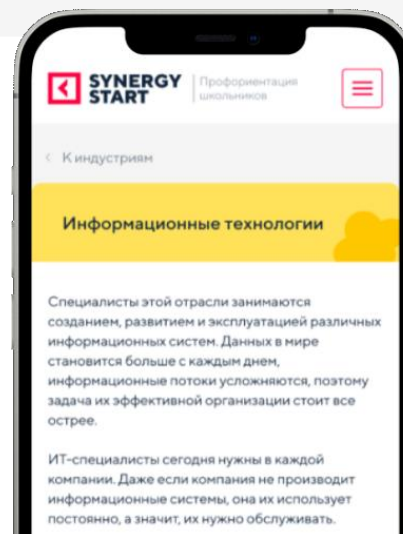 SYNERGY
START
Профориентация
школьников
К индустриям
Информационные технологии
Специалисты этой отрасли занимаются
созданием, развитием и эксплуатацией различных
информационных систем. Данных в мире
становится больше с каждым днем,
информационные потоки усложняются, поэтому
задача их эффективной организации стоит все
острее.
ИТ-специалисты сегодня нужны в каждой
компании. Даже если компания не производит
информационные системы, она их использует
постоянно, а значит, их нужно обслуживать.